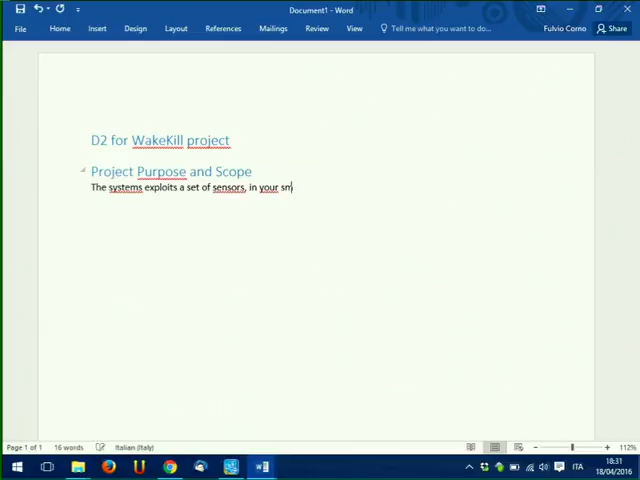 Document1 - Word
File Home Insert Design Layout References Mailings Review View Tell me what you want to do... Fulvio Corno Share
D2 for WakeKill project
Project Purpose and Scope
The systems exploits a set of sensors, in your sm
Page 1 of 1 16 words Italian (Italy) 112%
18:31
ITA
18/04/2016